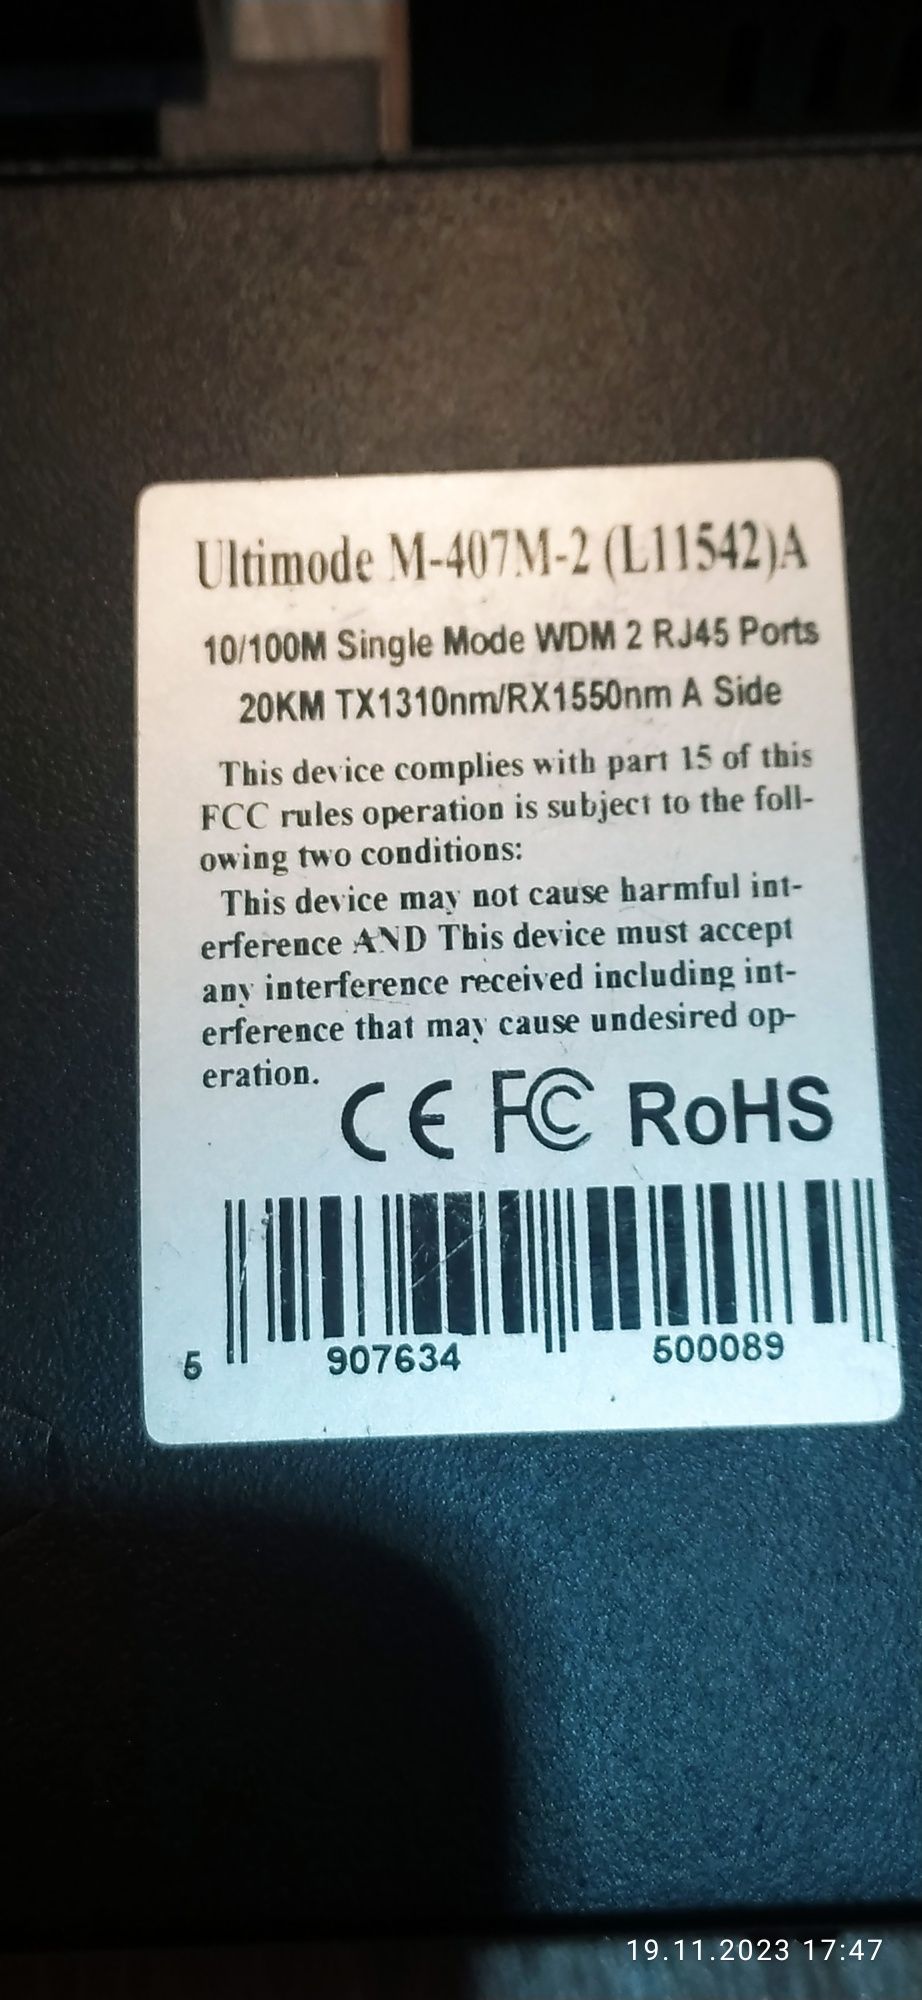 Ultimode M-407M-2 (L11542)A
10/100M Single Mode WDM 2 RJ45 Ports
20KM TX1310nm/RX1550nm A Side
This device complies with part 15 of this
FCC rules operation is subject to the foll-
owing two conditions:
This device may not cause harmful int-
erference AND This device must accept
any interference received including int-
erference that may cause undesired op-
eration.
CE FC RoHS
5 907634 500089
19.11.2023 17:47